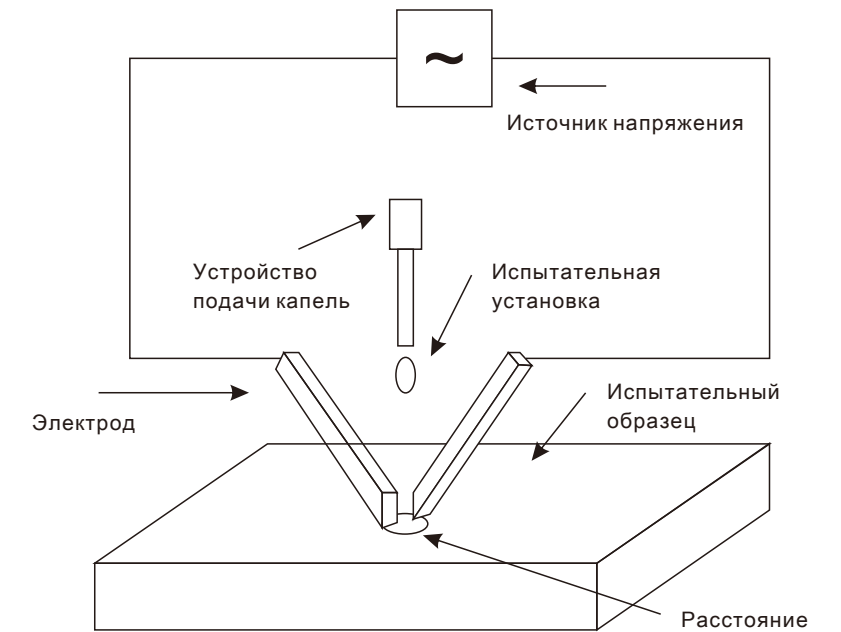 ~
Источник напряжения
Устройство
подачи капель
Испытательная
установка
Испытательный
образец
Электрод
Расстояние